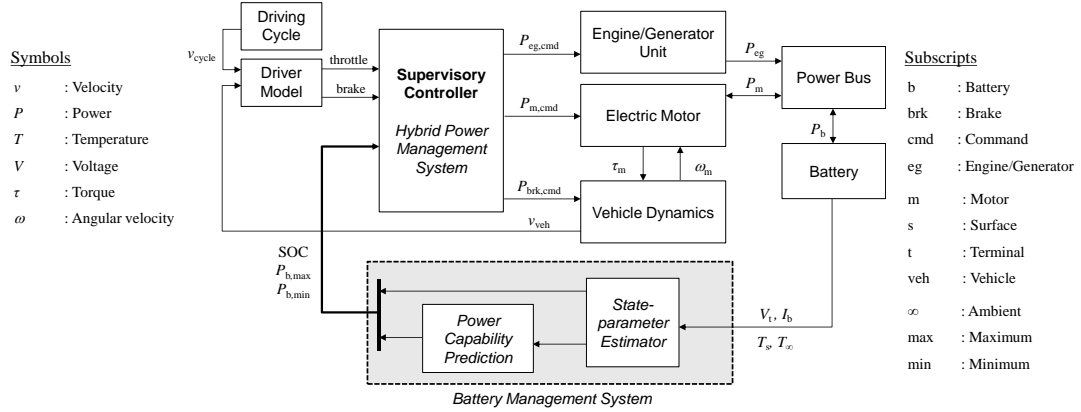 Symbols
v : Velocity
P : Power
T : Temperature
V : Voltage
τ : Torque
ω : Angular velocity
Driving
Cycle
v_cycle
Driver
Model
throttle
brake
Supervisory
Controller
Hybrid Power
Management
System
P_eg,cmd
P_m,cmd
P_brk,cmd
Engine/Generator
Unit
Electric Motor
τ_m
ω_m
Vehicle Dynamics
v_veh
P_eg
P_m
Power Bus
P_b
Battery
SOC
P_b,max
P_b,min
Power
Capability
Prediction
State-
parameter
Estimator
V_t , I_b
T_s, T_∞
Battery Management System
Subscripts
b : Battery
brk : Brake
cmd : Command
eg : Engine/Generator
m : Motor
s : Surface
t : Terminal
veh : Vehicle
∞ : Ambient
max : Maximum
min : Minimum